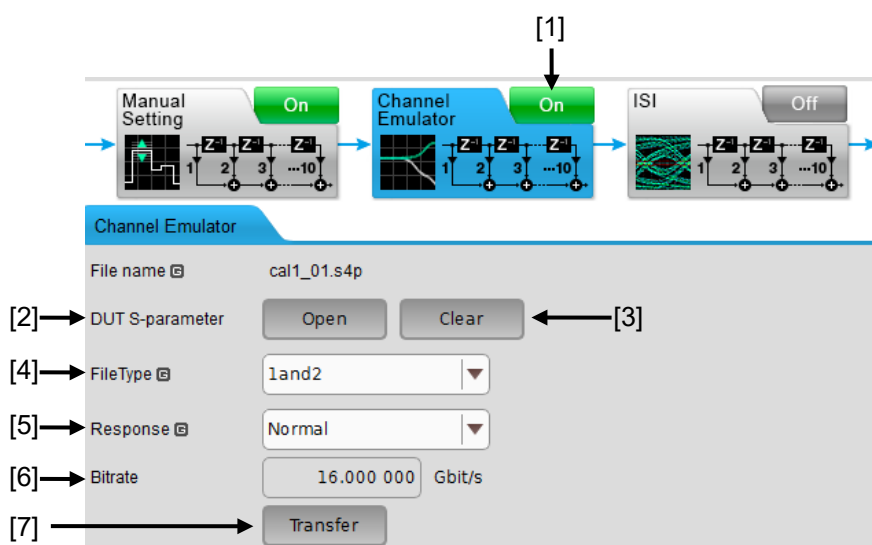 [1]
Manual Setting On
Channel Emulator On
ISI Off
Z⁻¹ Z⁻¹ Z⁻¹
1 2 3 ...10
Z⁻¹ Z⁻¹ Z⁻¹
1 2 3 ...10
Z⁻¹ Z⁻¹ Z⁻¹
1 2 3 ...10
Channel Emulator
File name G cal1_01.s4p
[2] DUT S-parameter Open Clear [3]
[4] FileType G 1and2
[5] Response G Normal
[6] Bitrate 16.000 000 Gbit/s
[7] Transfer